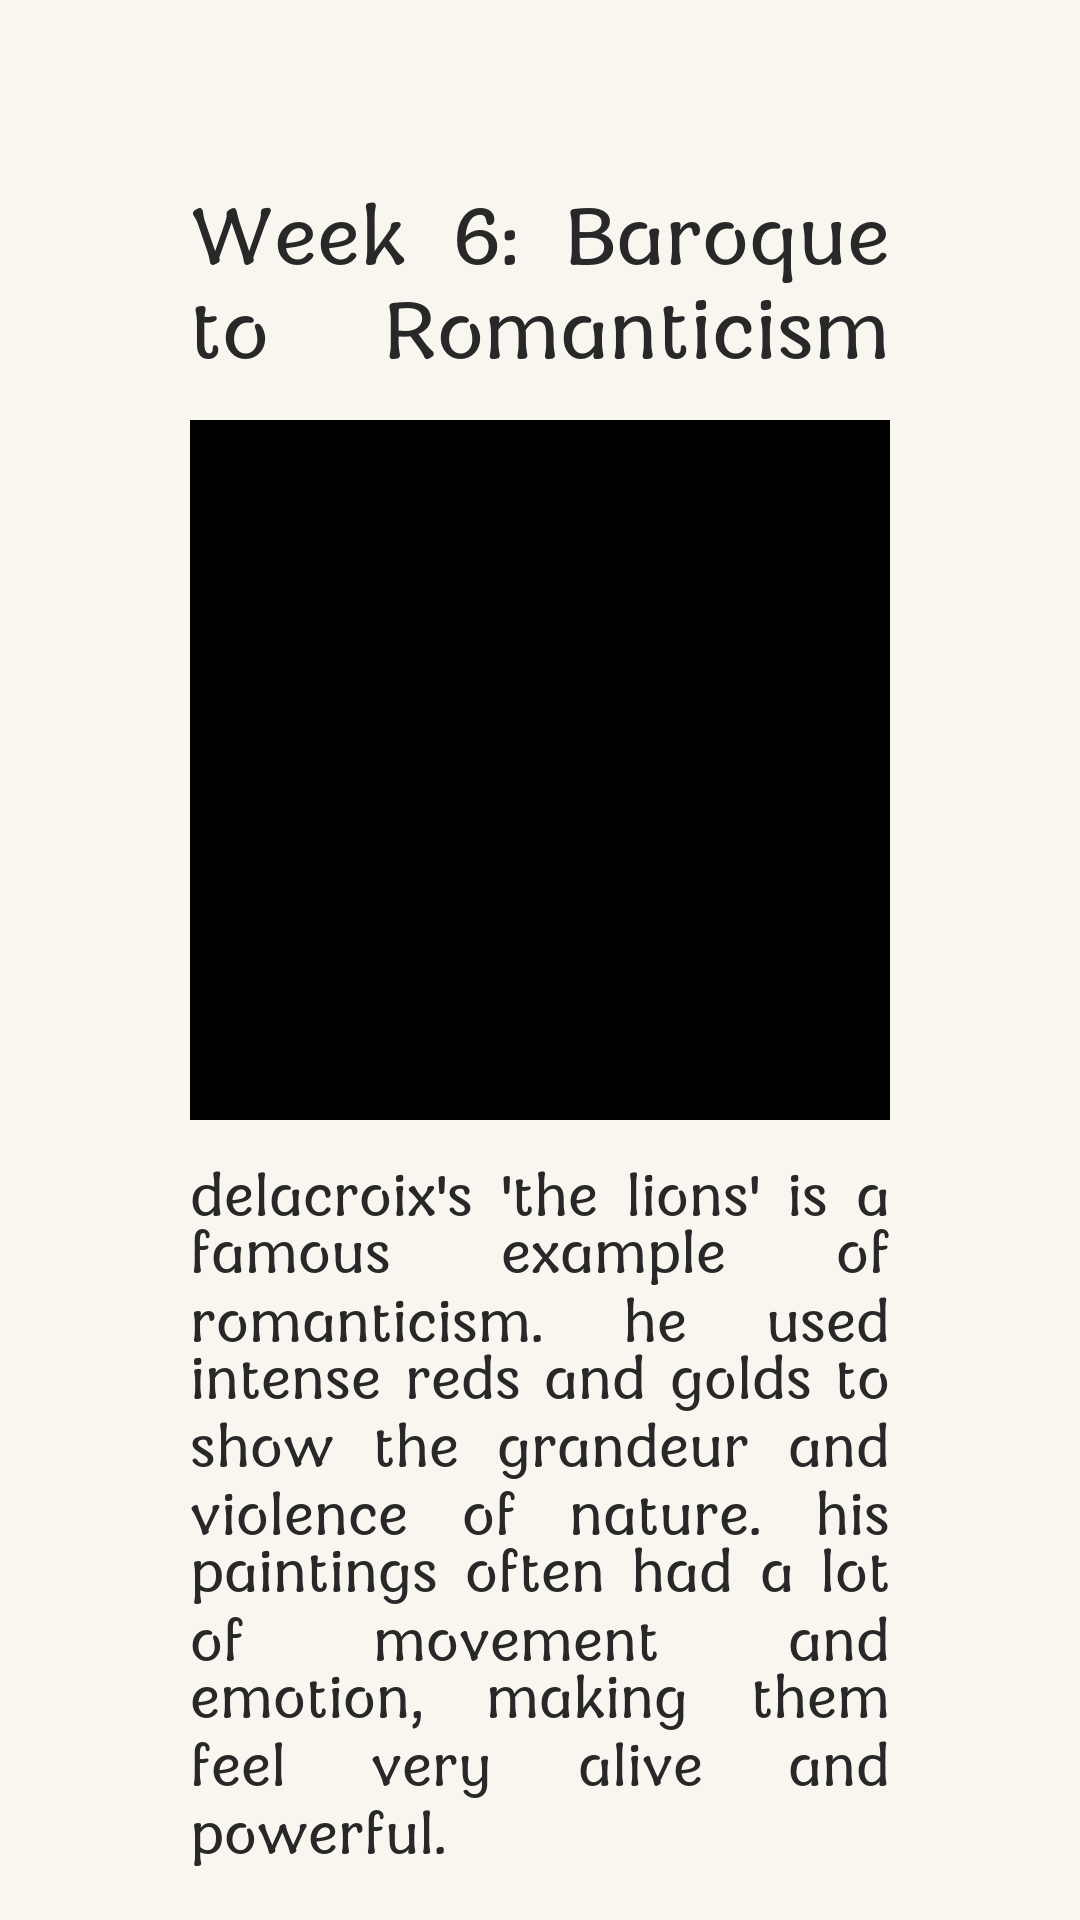 Week 6: Baroque
to Romanticism
delacroix's 'the lions' is a
famous example of
romanticism. he used
intense reds and golds to
show the grandeur and
violence of nature. his
paintings often had a lot
of movement and
emotion, making them
feel very alive and
powerful.